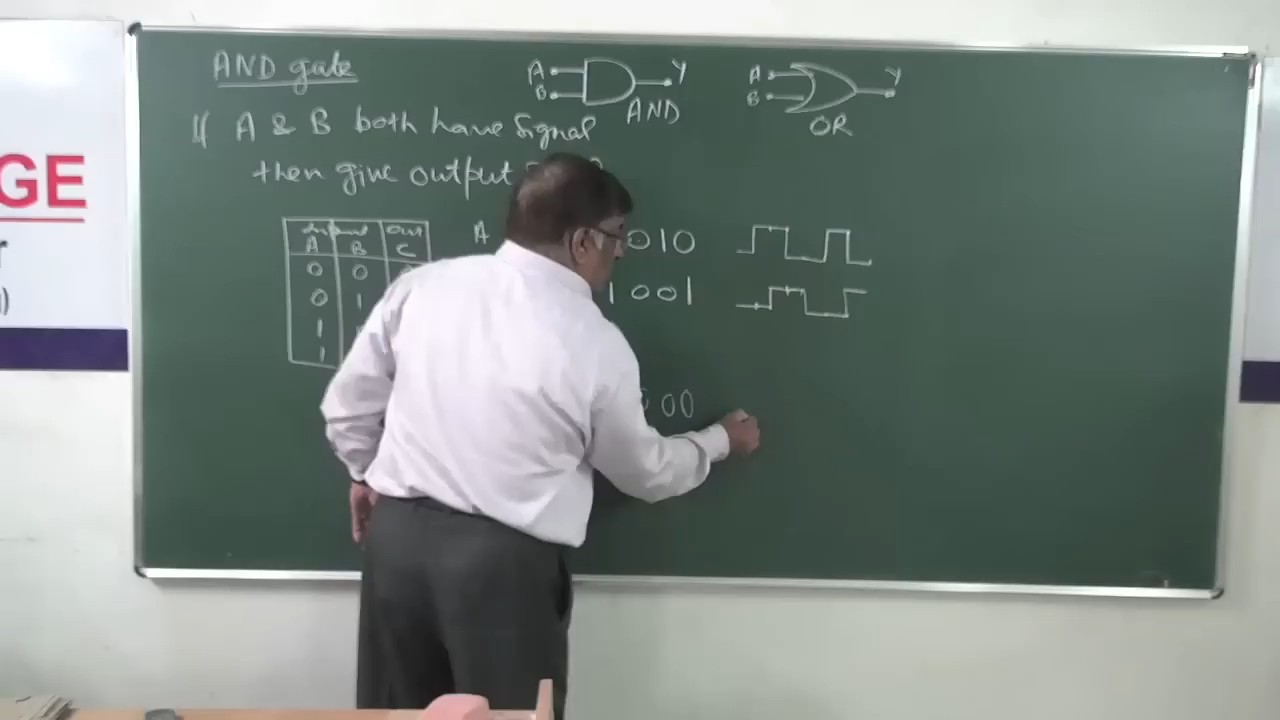 GE
AND gate
If A & B both have signal
then give output
A
B
Y
AND
A
B
Y
OR
Input Out
A B C
0 0
0 1
1
1
A
010
1001
00